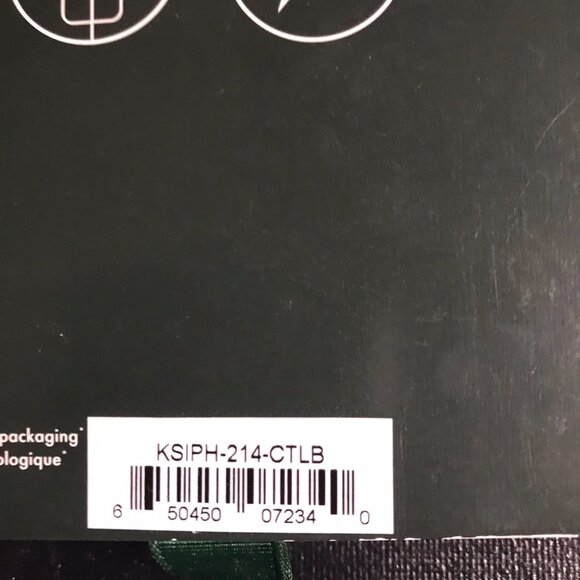 packaging*
ologique*
KSIPH-214-CTLB
6 50450 07234 0